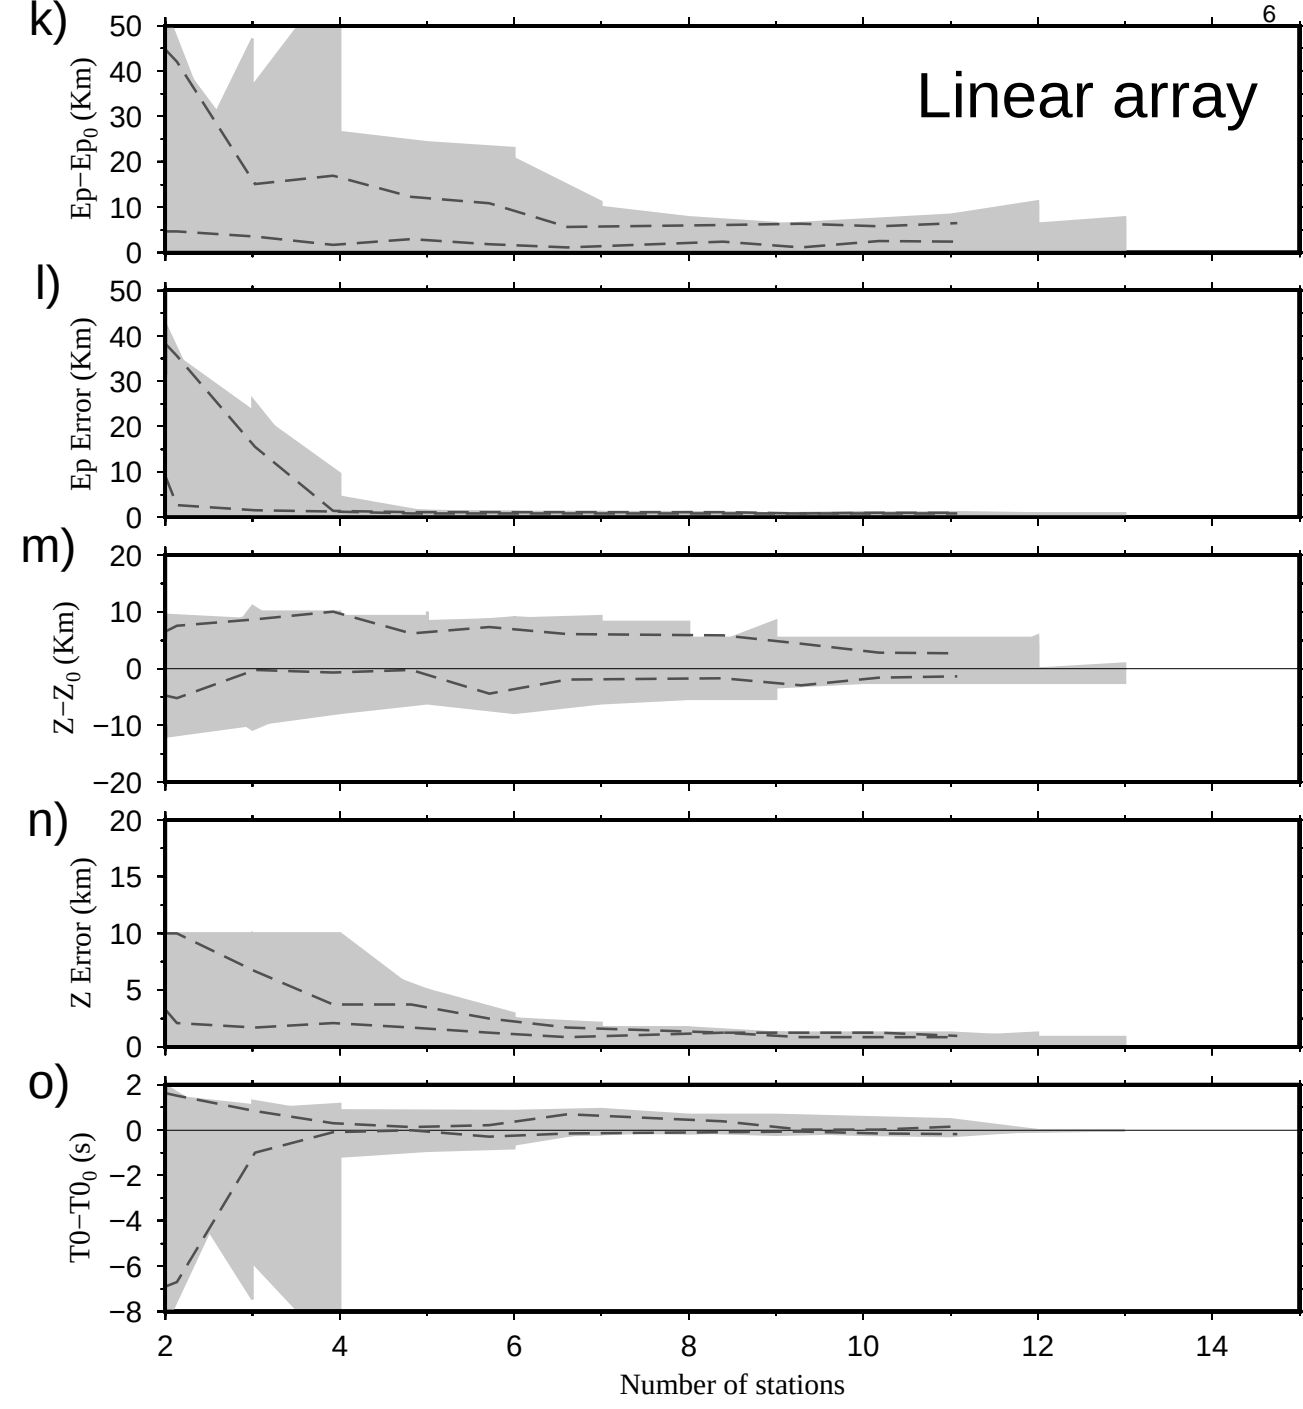 6
k)
50
40
30
20
10
0
Ep−Ep0 (Km)
Linear array
l)
50
40
30
20
10
0
Ep Error (Km)
m)
20
10
0
−10
−20
Z−Z0 (Km)
n)
20
15
10
5
0
Z Error (km)
o)
2
0
−2
−4
−6
−8
T0−T00 (s)
2 4 6 8 10 12 14
Number of stations